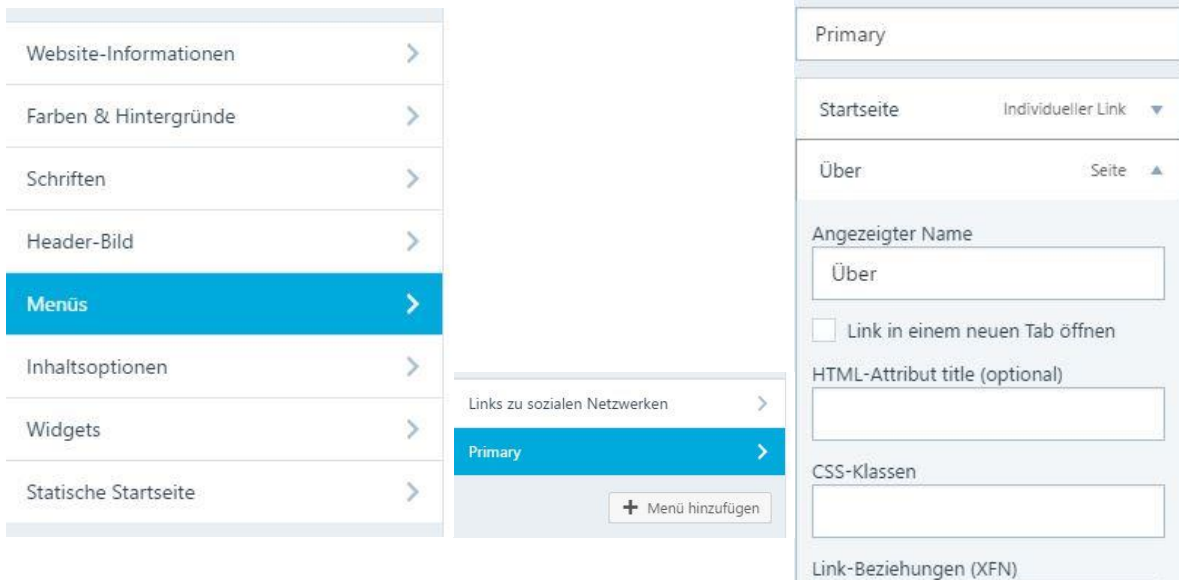 Website-Informationen
Farben & Hintergründe
Schriften
Header-Bild
Menüs
Inhaltsoptionen
Widgets
Statische Startseite
Links zu sozialen Netzwerken
Primary
Menü hinzufügen
Primary
Startseite Individueller Link
Über Seite
Angezeigter Name
Über
Link in einem neuen Tab öffnen
HTML-Attribut title (optional)
CSS-Klassen
Link-Beziehungen (XFN)